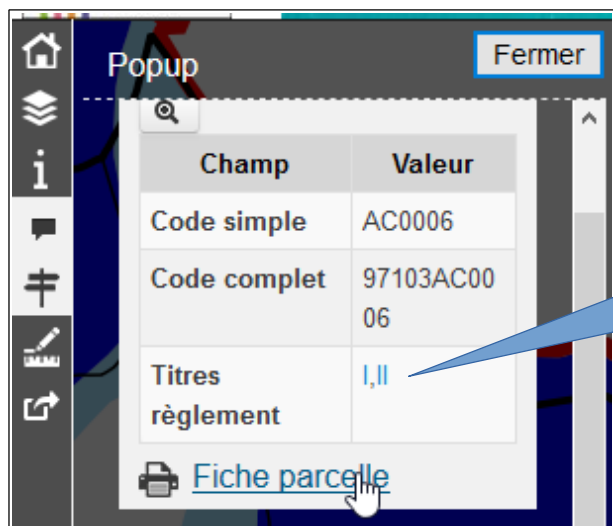 Popup
Fermer
Champ Valeur
Code simple AC0006
Code complet 97103AC00
06
Titres I,II
règlement
Fiche parcelle